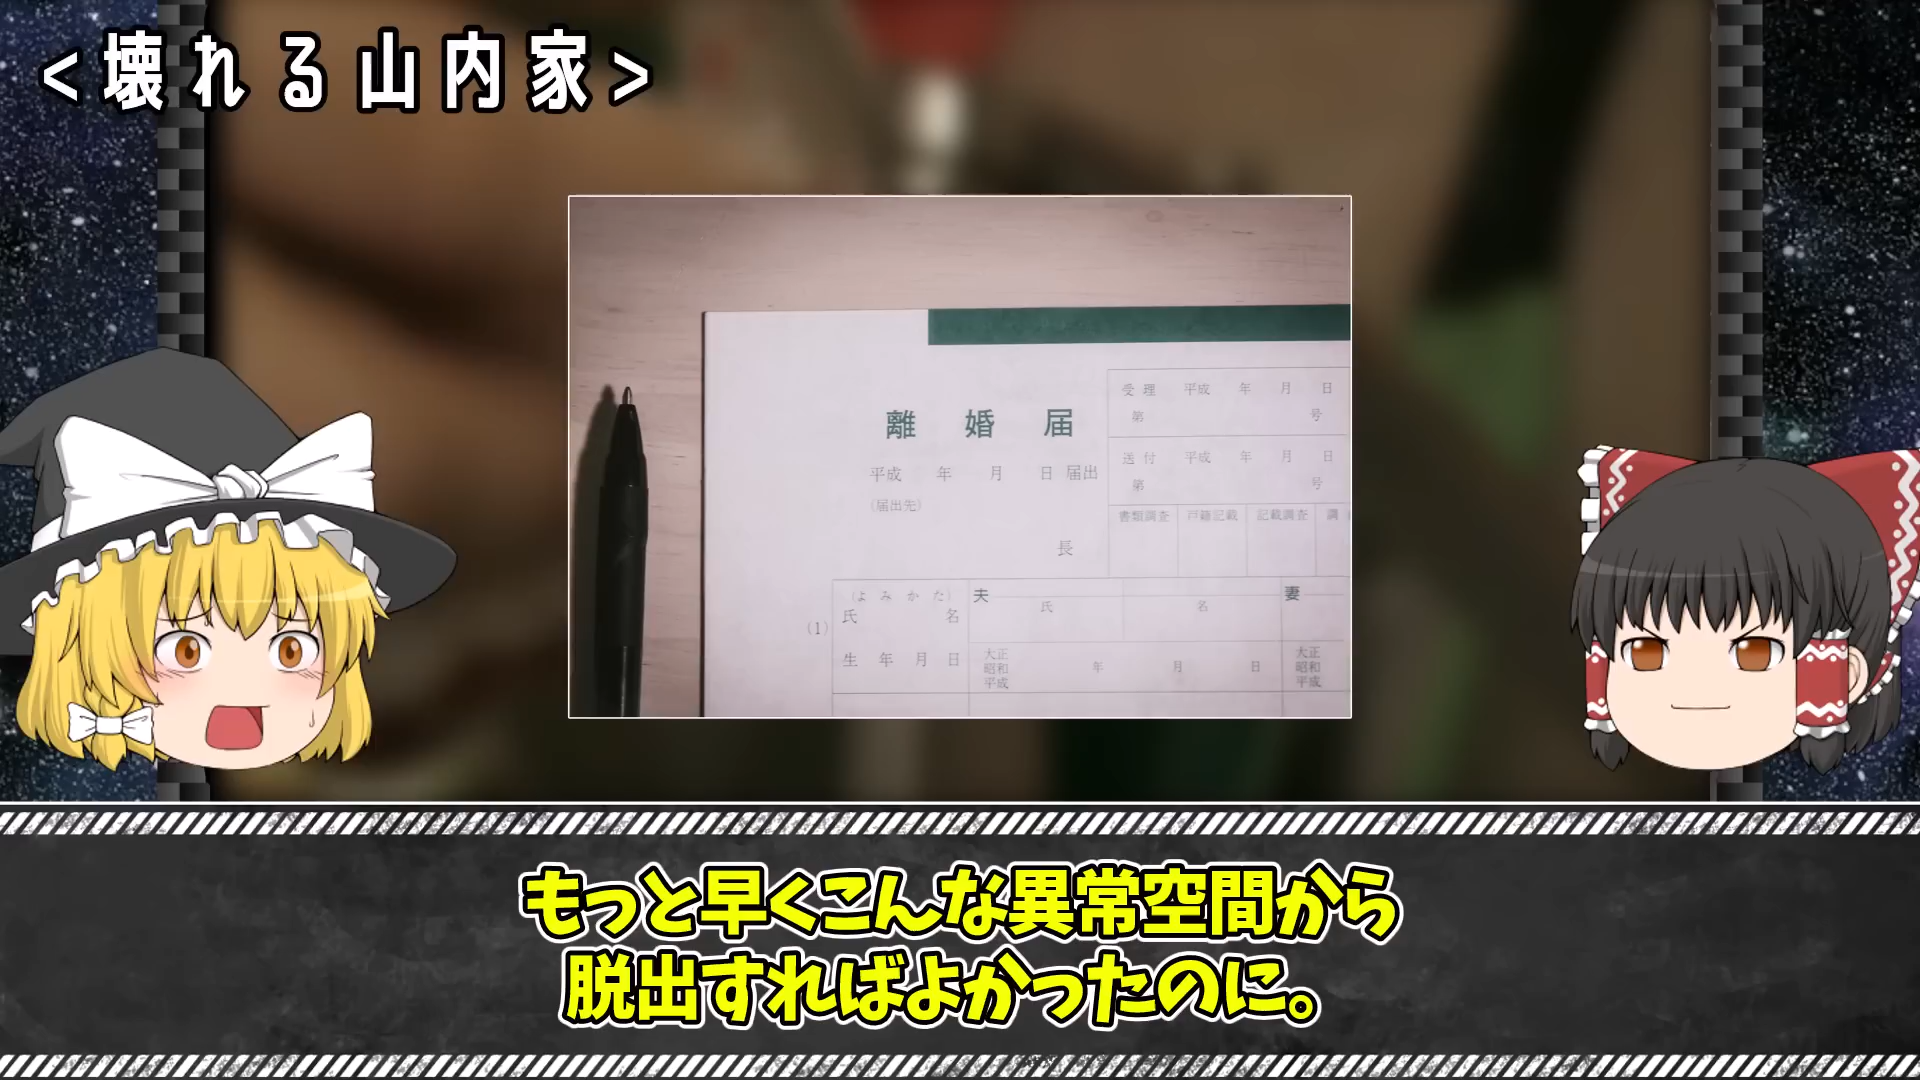 <壊れる山内家>
離婚届
平成 年 月 日 届出
(届出先)
長
受理 平成 年 月 日
第 号
送付 平成 年 月 日
第 号
書類調査 戸籍記載 記載調査 調
(よみかた)
夫 妻
氏 名
氏 名
(1)
生年月日
大正
昭和
平成
年 月 日
大正
昭和
平成
もっと早くこんな異常空間から
脱出すればよかったのに。